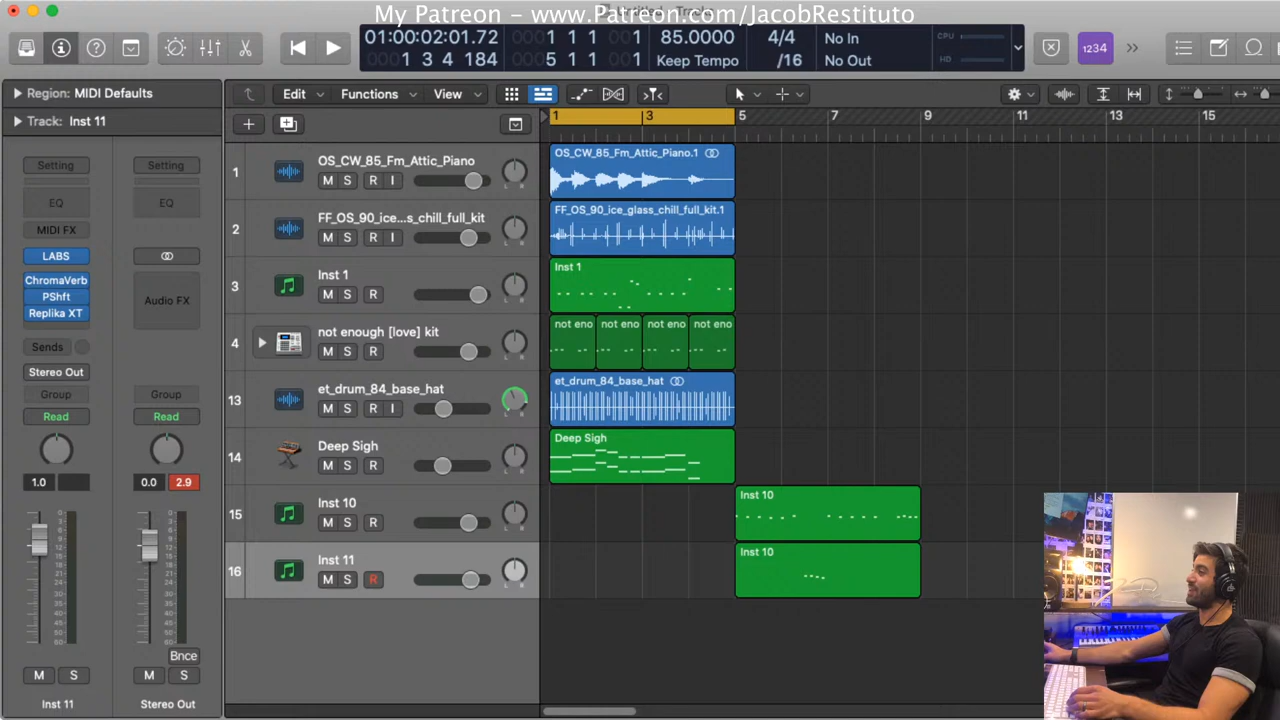 My Patreon - www.Patreon.com/JacobRestituto
01:00:02:01.72
1 3 4 184
1 1 1 1
5 1 1 1
85.0000
Keep Tempo
4/4
/16
No In
No Out
CPU
HD
1234
Region: MIDI Defaults
Track: Inst 11
Edit
Functions
View
1
3
5
7
9
11
13
15
Setting
Setting
EQ
EQ
MIDI FX
LABS
ChromaVerb
PShft
Replika XT
Audio FX
Sends
Stereo Out
Group
Group
Read
Read
1.0
0.0
2.9
Bnce
M
S
M
S
Inst 11
Stereo Out
1
OS_CW_85_Fm_Attic_Piano
M S R I
OS_CW_85_Fm_Attic_Piano.1
2
FF_OS_90_ice...s_chill_full_kit
M S R I
FF_OS_90_ice_glass_chill_full_kit.1
3
Inst 1
M S R
Inst 1
4
not enough [love] kit
M S R
not eno
not eno
not eno
not eno
13
et_drum_84_base_hat
M S R I
et_drum_84_base_hat
14
Deep Sigh
M S R
Deep Sigh
15
Inst 10
M S R
Inst 10
16
Inst 11
M S R
Inst 10